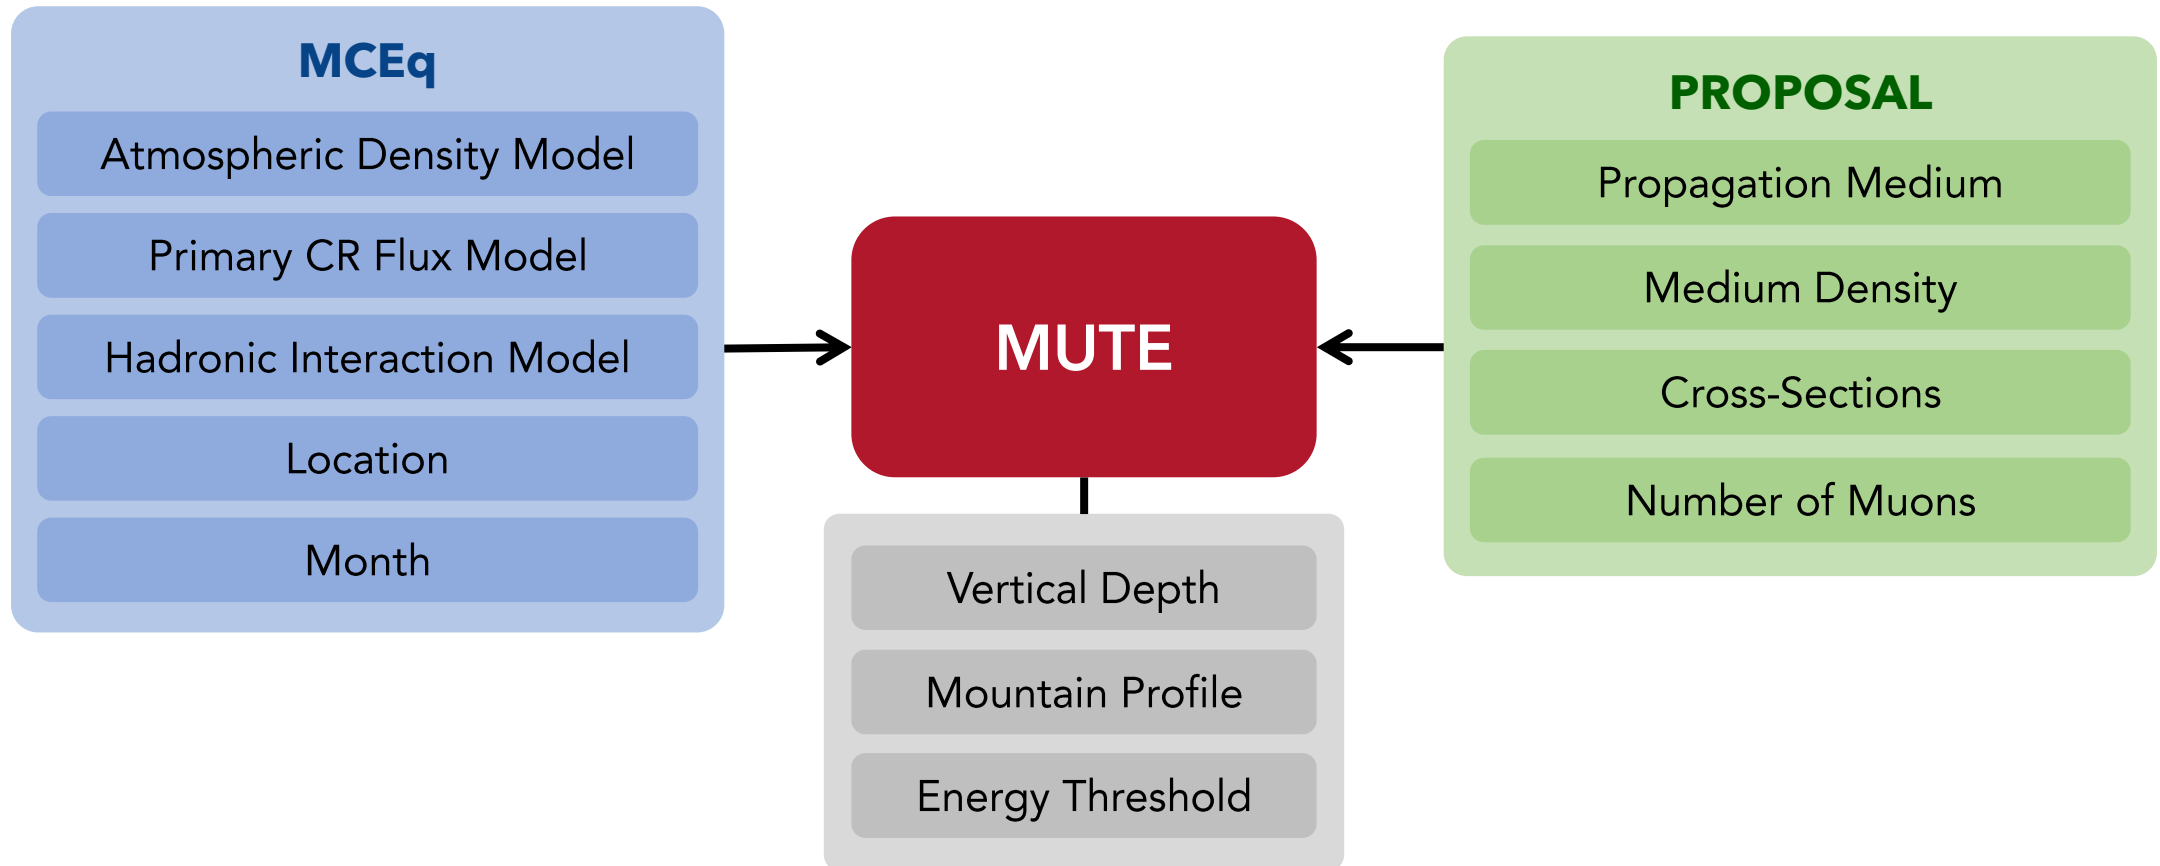 MCEq
Atmospheric Density Model
Primary CR Flux Model
Hadronic Interaction Model
Location
Month
MUTE
Vertical Depth
Mountain Profile
Energy Threshold
PROPOSAL
Propagation Medium
Medium Density
Cross-Sections
Number of Muons